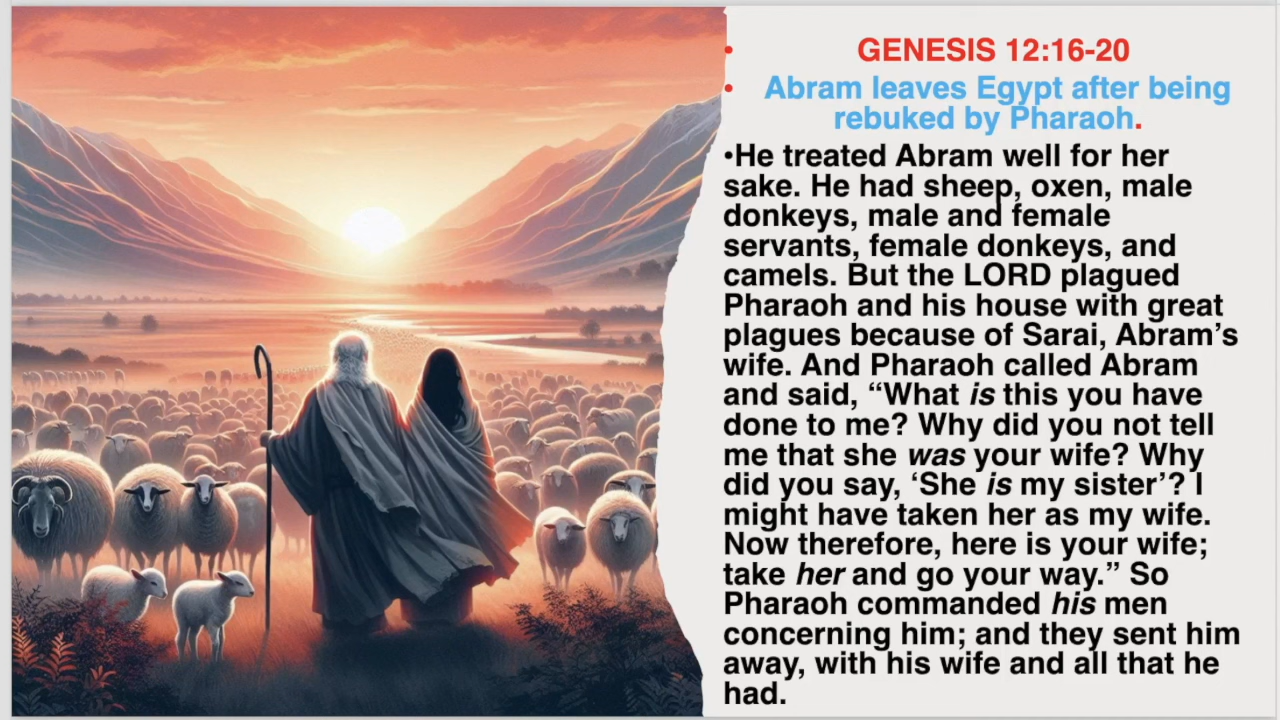 • GENESIS 12:16-20
• Abram leaves Egypt after being
rebuked by Pharaoh.
•He treated Abram well for her
sake. He had sheep, oxen, male
donkeys, male and female
servants, female donkeys, and
camels. But the LORD plagued
Pharaoh and his house with great
plagues because of Sarai, Abram’s
wife. And Pharaoh called Abram
and said, “What is this you have
done to me? Why did you not tell
me that she was your wife? Why
did you say, ‘She is my sister’? I
might have taken her as my wife.
Now therefore, here is your wife;
take her and go your way.” So
Pharaoh commanded his men
concerning him; and they sent him
away, with his wife and all that he
had.